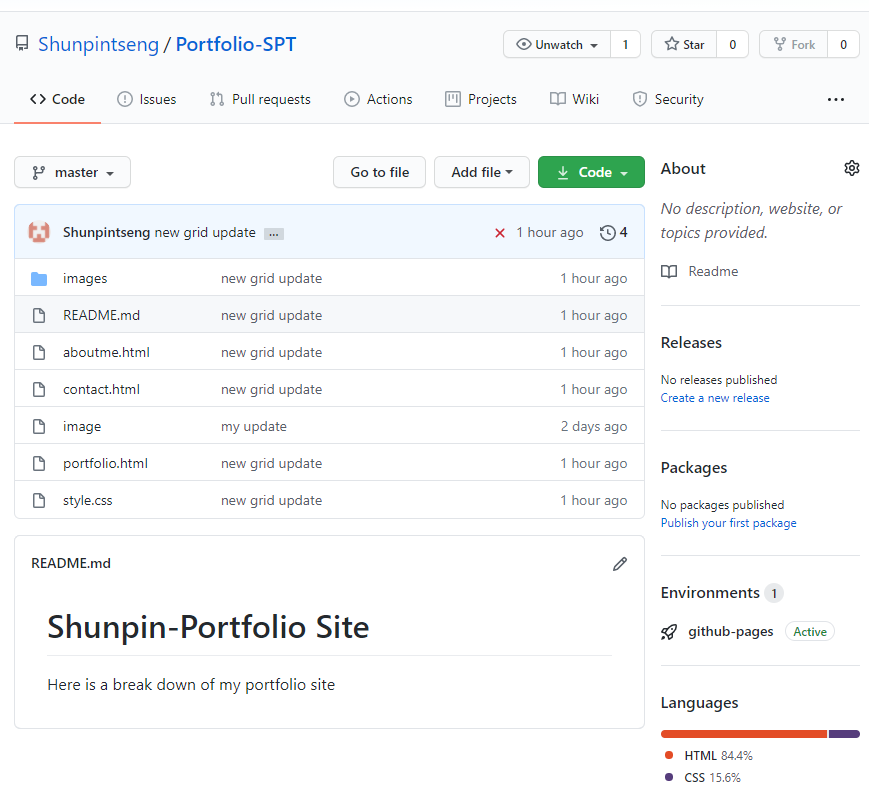 Shunpintseng / Portfolio-SPT
Unwatch 1 Star 0 Fork 0
Code Issues Pull requests Actions Projects Wiki Security ...
master Go to file Add file Code
Shunpintseng new grid update ... 1 hour ago 4
images new grid update 1 hour ago
README.md new grid update 1 hour ago
aboutme.html new grid update 1 hour ago
contact.html new grid update 1 hour ago
image my update 2 days ago
portfolio.html new grid update 1 hour ago
style.css new grid update 1 hour ago
README.md
Shunpin-Portfolio Site
Here is a break down of my portfolio site
About
No description, website, or
topics provided.
Readme
Releases
No releases published
Create a new release
Packages
No packages published
Publish your first package
Environments 1
github-pages Active
Languages
HTML 84.4%
CSS 15.6%